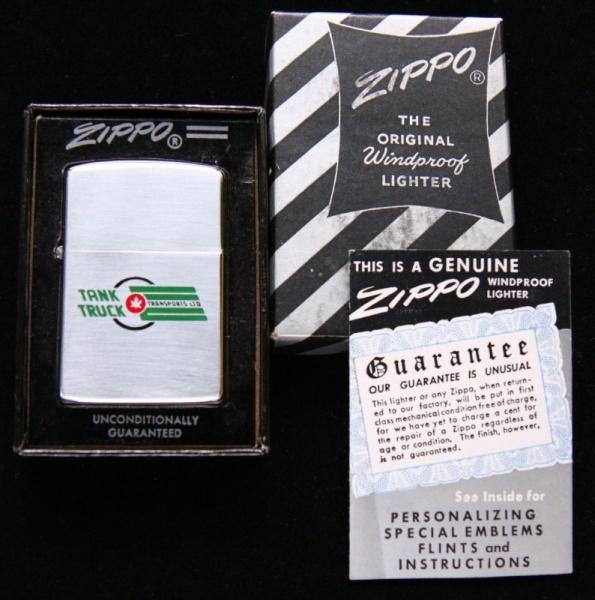 ZIPPO®
TANK
TRUCK
TRANSPORTS LTD
UNCONDITIONALLY
GUARANTEED
ZIPPO®
THE
ORIGINAL
Windproof
LIGHTER
THIS IS A GENUINE
ZIPPO WINDPROOF
LIGHTER
Guarantee
OUR GUARANTEE IS UNUSUAL
This lighter or any Zippo, when return-
ed to our factory, will be put in first
class mechanical condition free of charge,
for we have yet to charge a cent for
the repair of a Zippo regardless of
age or condition. The finish, however,
is not guaranteed.
See Inside for
PERSONALIZING
SPECIAL EMBLEMS
FLINTS and
INSTRUCTIONS